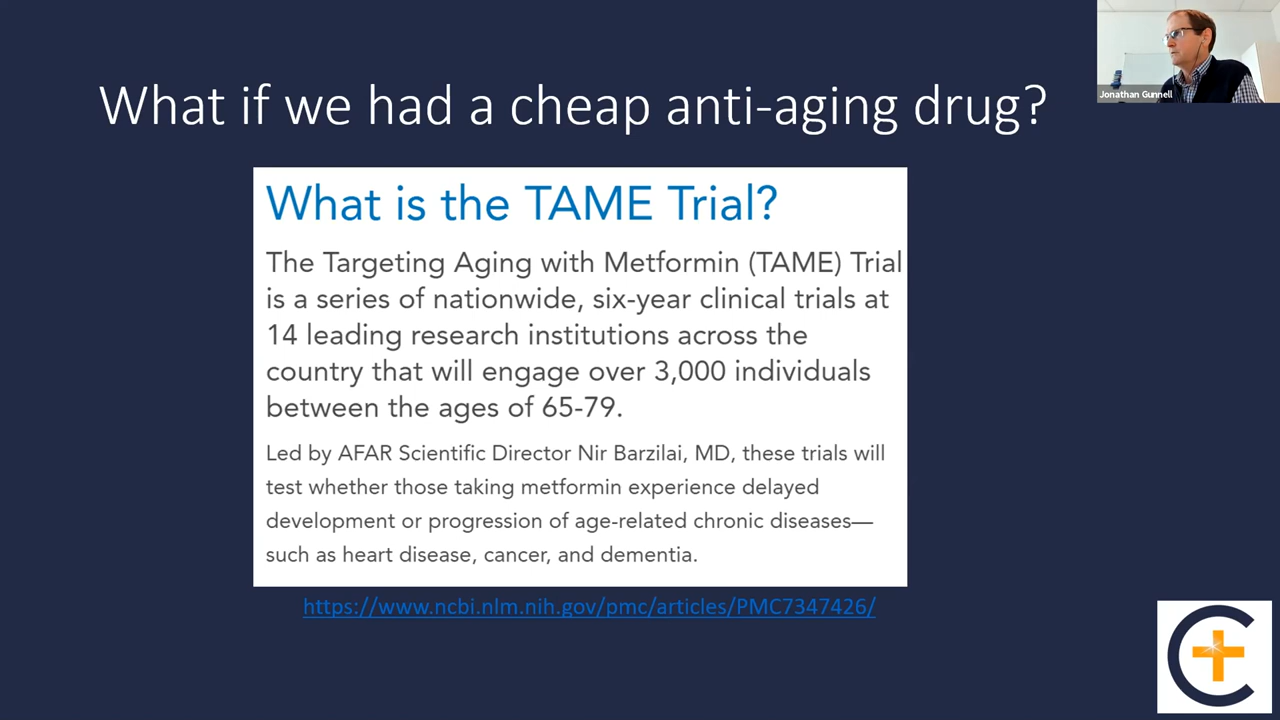 What if we had a cheap anti-aging drug?
Jonathan Gunnell
What is the TAME Trial?
The Targeting Aging with Metformin (TAME) Trial
is a series of nationwide, six-year clinical trials at
14 leading research institutions across the
country that will engage over 3,000 individuals
between the ages of 65-79.
Led by AFAR Scientific Director Nir Barzilai, MD, these trials will
test whether those taking metformin experience delayed
development or progression of age-related chronic diseases—
such as heart disease, cancer, and dementia.
https://www.ncbi.nlm.nih.gov/pmc/articles/PMC7347426/